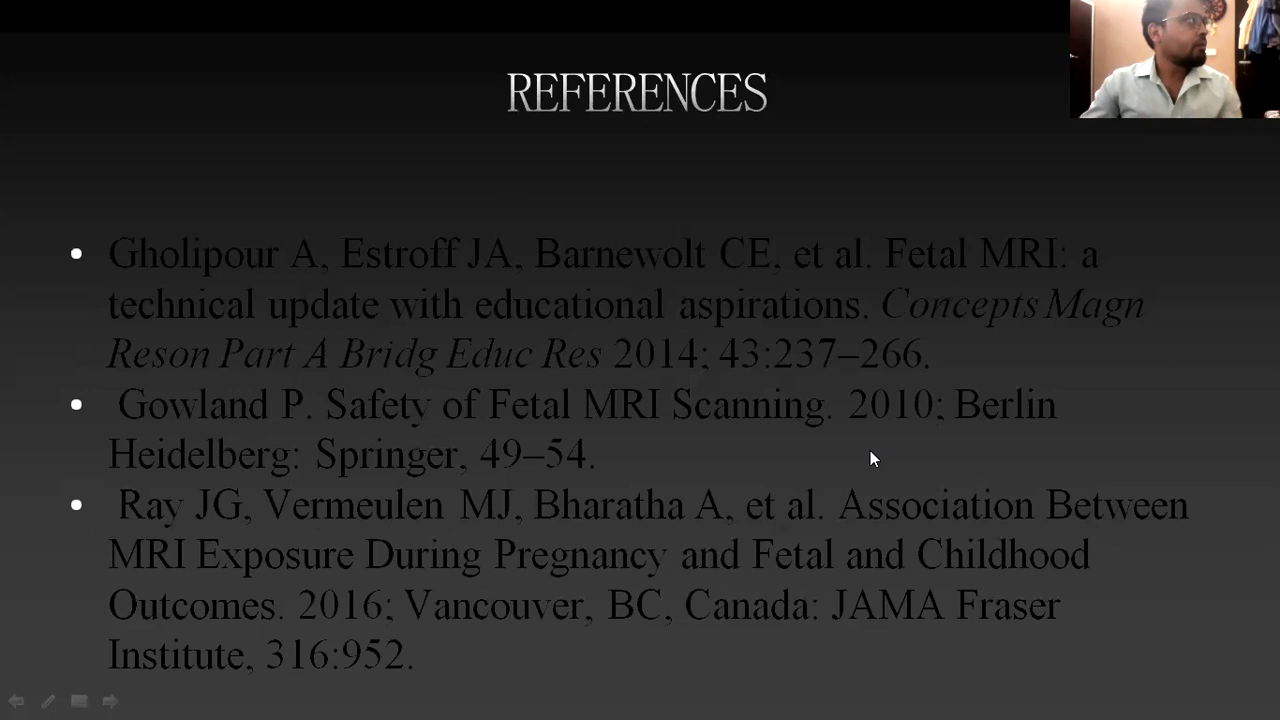 REFERENCES
• Gholipour A, Estroff JA, Barnewolt CE, et al. Fetal MRI: a
technical update with educational aspirations. Concepts Magn
Reson Part A Bridg Educ Res 2014; 43:237–266.
• Gowland P. Safety of Fetal MRI Scanning. 2010; Berlin
Heidelberg: Springer, 49–54.
• Ray JG, Vermeulen MJ, Bharatha A, et al. Association Between
MRI Exposure During Pregnancy and Fetal and Childhood
Outcomes. 2016; Vancouver, BC, Canada: JAMA Fraser
Institute, 316:952.